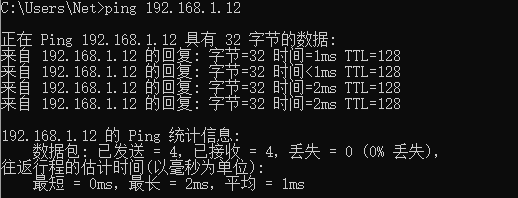 C:\Users\Net>ping 192.168.1.12
正在 Ping 192.168.1.12 具有 32 字节的数据:
来自 192.168.1.12 的回复: 字节=32 时间=1ms TTL=128
来自 192.168.1.12 的回复: 字节=32 时间<1ms TTL=128
来自 192.168.1.12 的回复: 字节=32 时间=2ms TTL=128
来自 192.168.1.12 的回复: 字节=32 时间=2ms TTL=128
192.168.1.12 的 Ping 统计信息:
数据包: 已发送 = 4, 已接收 = 4, 丢失 = 0 (0% 丢失),
往返行程的估计时间(以毫秒为单位):
最短 = 0ms, 最长 = 2ms, 平均 = 1ms